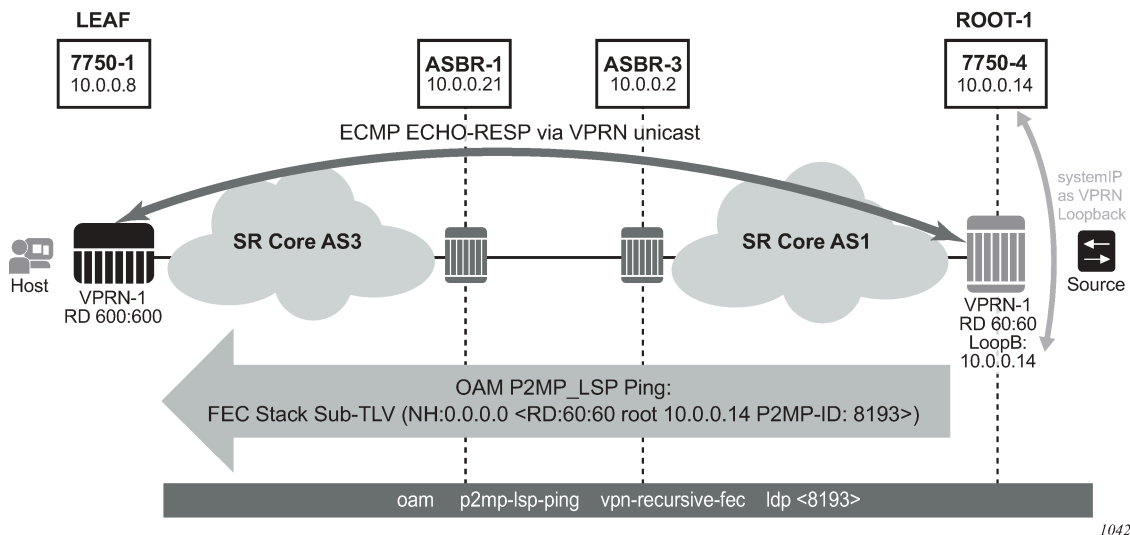 LEAF
7750-1
10.0.0.8
ASBR-1
10.0.0.21
ASBR-3
10.0.0.2
ROOT-1
7750-4
10.0.0.14
ECMP ECHO-RESP via VPRN unicast
systemIP
as VPRN
Loopback
SR Core AS3
SR Core AS1
Host
VPRN-1
RD 600:600
Source
VPRN-1
RD 60:60
LoopB:
10.0.0.14
OAM P2MP_LSP Ping:
FEC Stack Sub-TLV (NH:0.0.0.0 <RD:60:60 root 10.0.0.14 P2MP-ID: 8193>)
oam p2mp-lsp-ping vpn-recursive-fec ldp <8193>
1042